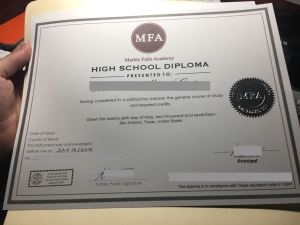 MFA
Marble Falls Academy
HIGH SCHOOL DIPLOMA
PRESENTED TO:
having completed in a satisfactory manner the general course of study
and required credits.
Given this twenty sixth day of May, two thousand and seventeen
San Antonio, Texas, United States
MFA
State of Texas
County of
This instrument was acknowledged
before me on
by
Notary Public Signature
Principal
This diploma is in compliance with Texas education code